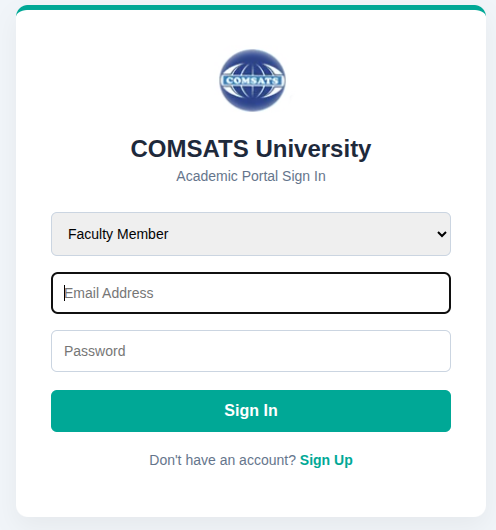 COMSATS
COMSATS University
Academic Portal Sign In
Faculty Member
Email Address
Password
Sign In
Don't have an account? Sign Up